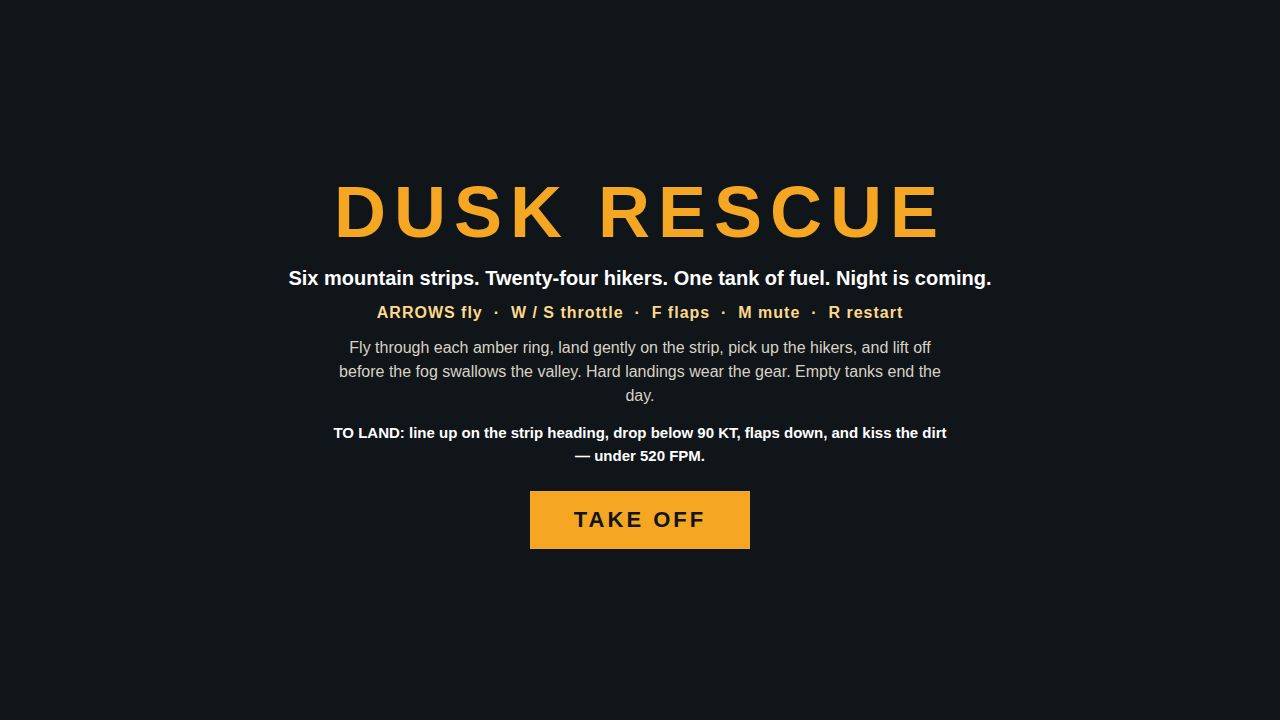 DUSK RESCUE
Six mountain strips. Twenty-four hikers. One tank of fuel. Night is coming.
ARROWS fly · W / S throttle · F flaps · M mute · R restart
Fly through each amber ring, land gently on the strip, pick up the hikers, and lift off
before the fog swallows the valley. Hard landings wear the gear. Empty tanks end the
day.
TO LAND: line up on the strip heading, drop below 90 KT, flaps down, and kiss the dirt
— under 520 FPM.
TAKE OFF